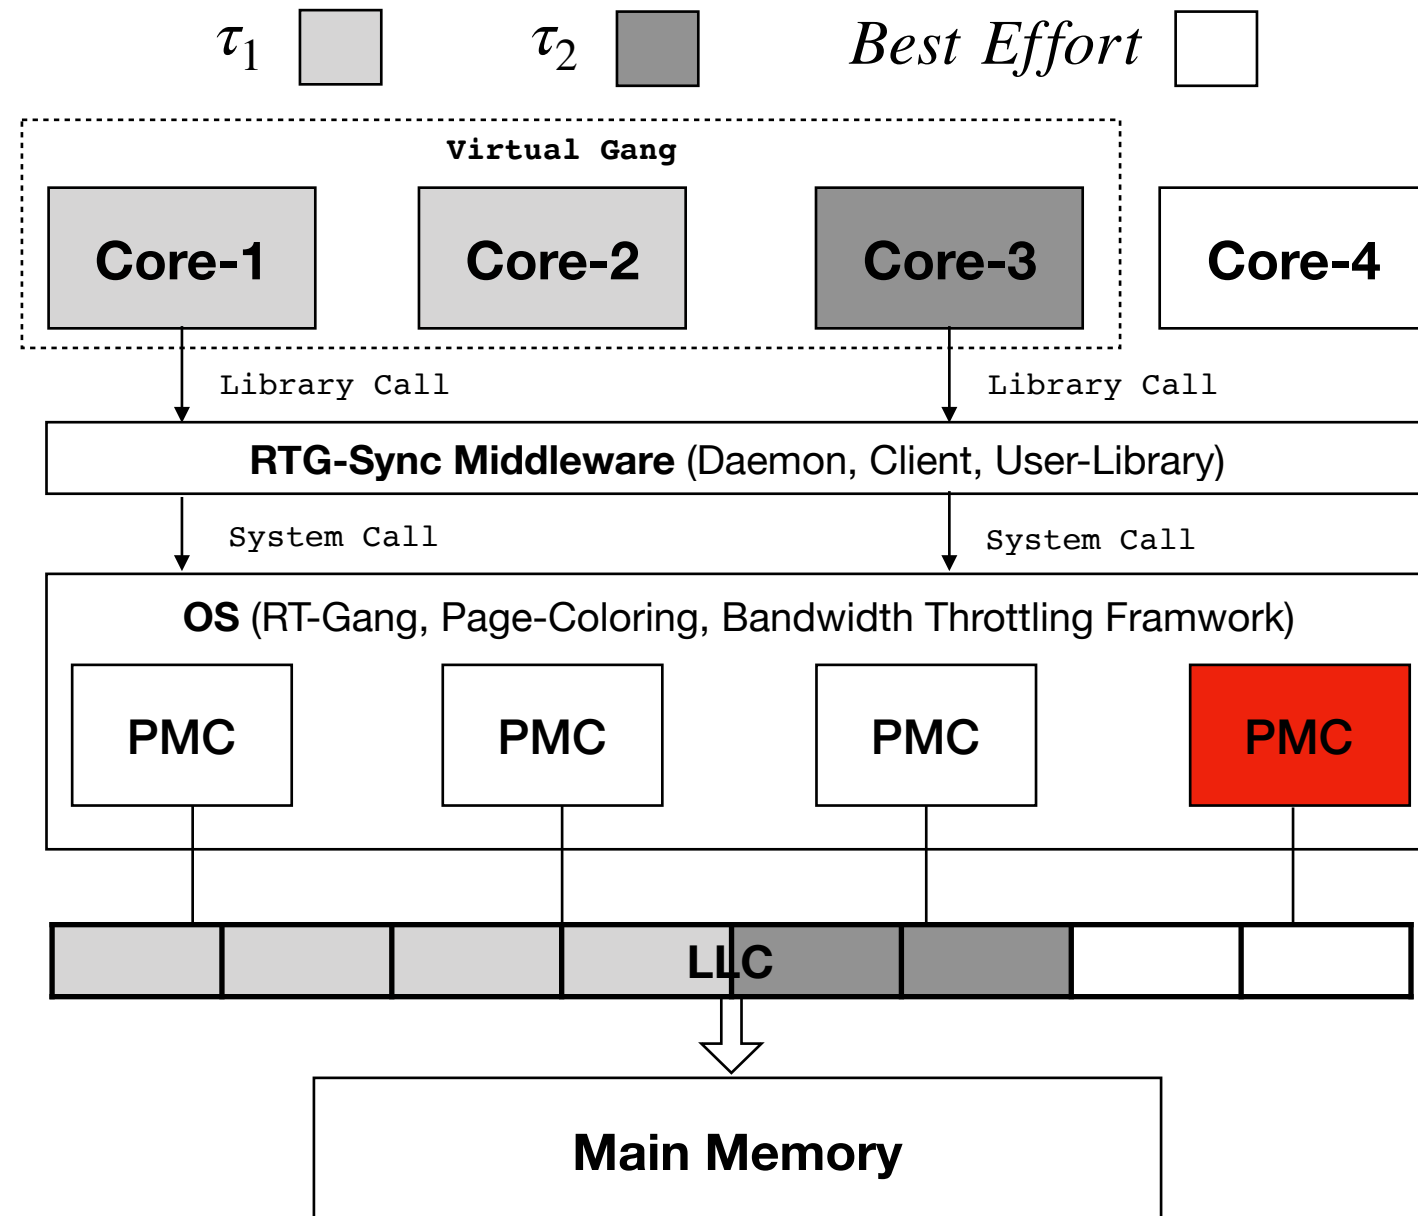 τ1 τ2 Best Effort
Virtual Gang
Core-1 Core-2 Core-3 Core-4
Library Call Library Call
RTG-Sync Middleware (Daemon, Client, User-Library)
System Call System Call
OS (RT-Gang, Page-Coloring, Bandwidth Throttling Framwork)
PMC PMC PMC PMC
LLC
Main Memory